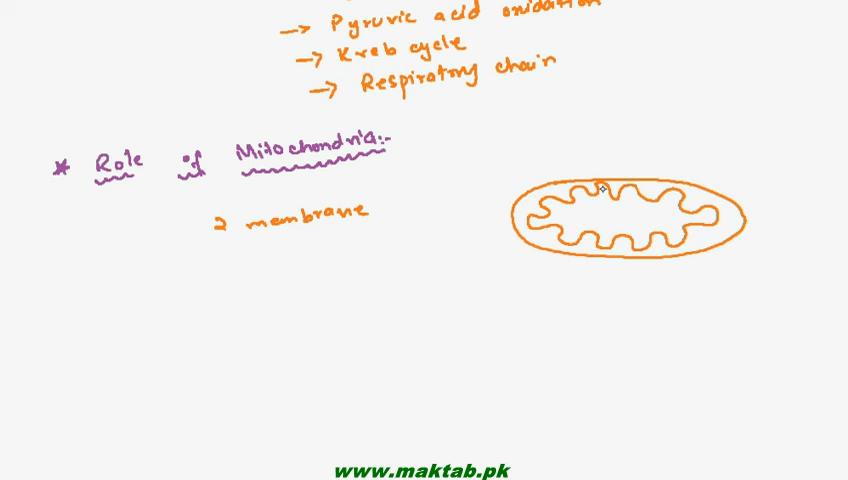 → Pyruvic acid oxidation
→ Kreb cycle
→ Respiratory chain
* Role of Mitochondria:-
2 membrane
www.maktab.pk